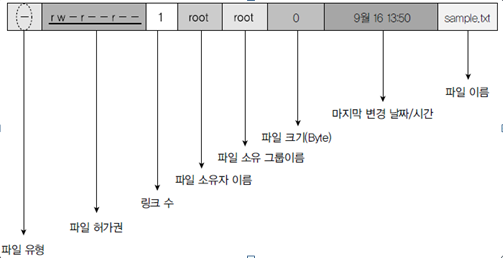 - rw-r--r-- 1 root root 0 9월 16 13:50 sample.txt
파일 이름
마지막 변경 날짜/시간
파일 크기(Byte)
파일 소유 그룹이름
파일 소유자 이름
링크 수
파일 허가권
파일 유형